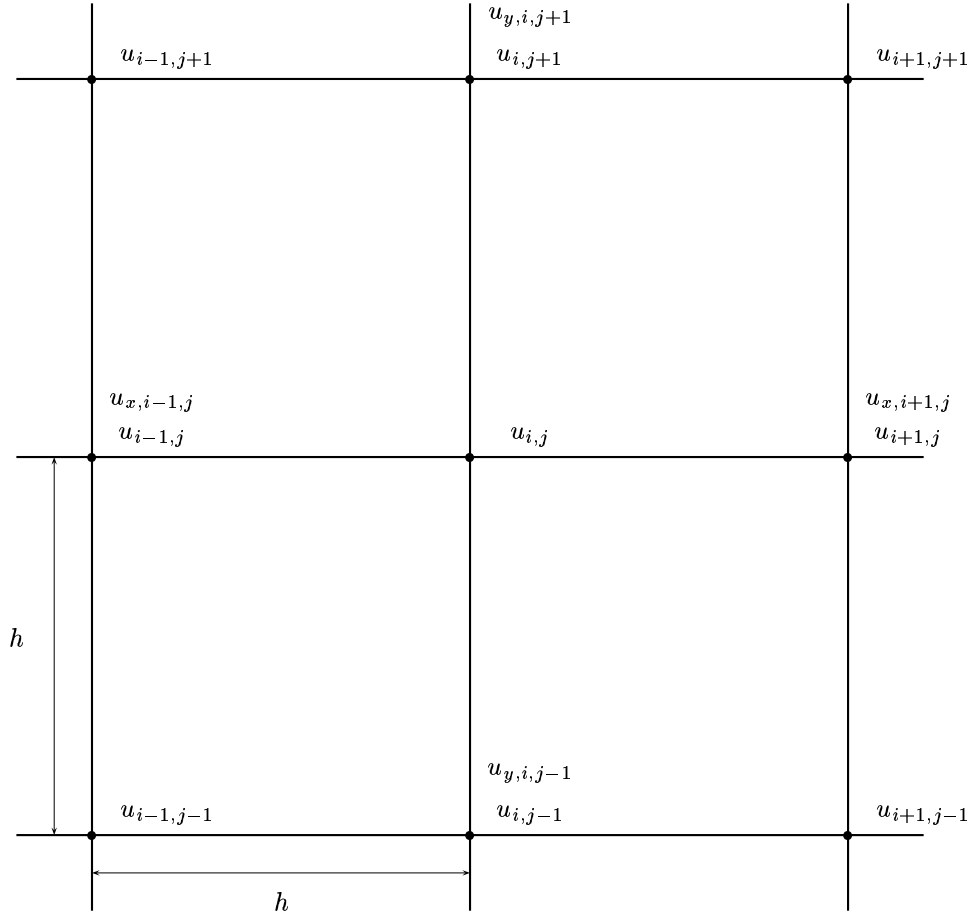 $u_{y,i,j+1}$
$u_{i-1,j+1}$ $u_{i,j+1}$ $u_{i+1,j+1}$
$u_{x,i-1,j}$ $u_{x,i+1,j}$
$u_{i-1,j}$ $u_{i,j}$ $u_{i+1,j}$
$h$
$u_{y,i,j-1}$
$u_{i-1,j-1}$ $u_{i,j-1}$ $u_{i+1,j-1}$
$h$